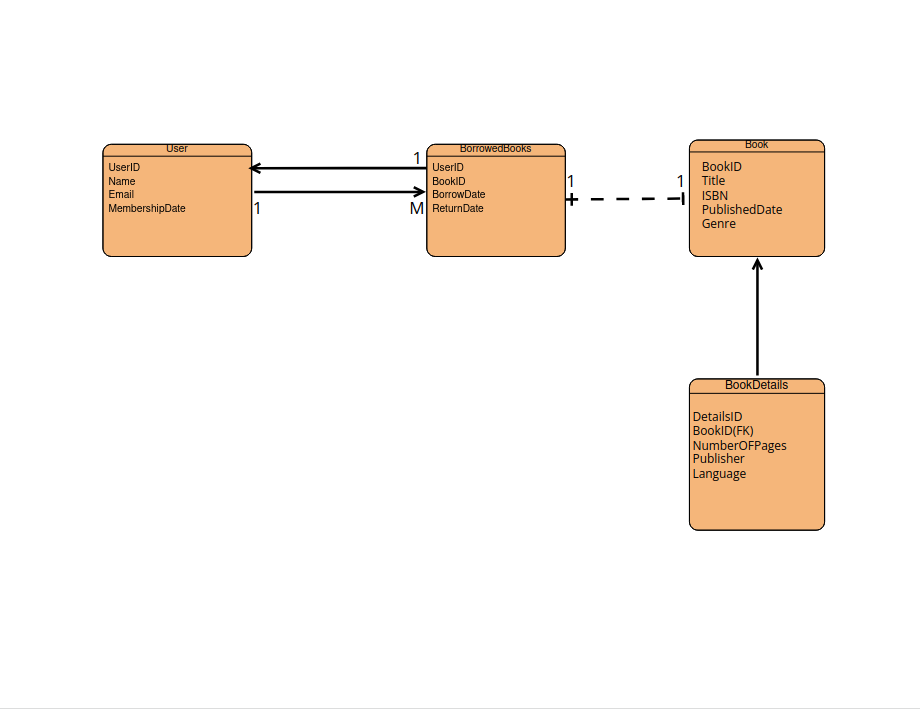 User
UserID
Name
Email
MembershipDate
1
1
M
BorrowedBooks
UserID
BookID
BorrowDate
ReturnDate
1
1
Book
BookID
Title
ISBN
PublishedDate
Genre
BookDetails
DetailsID
BookID(FK)
NumberOFPages
Publisher
Language